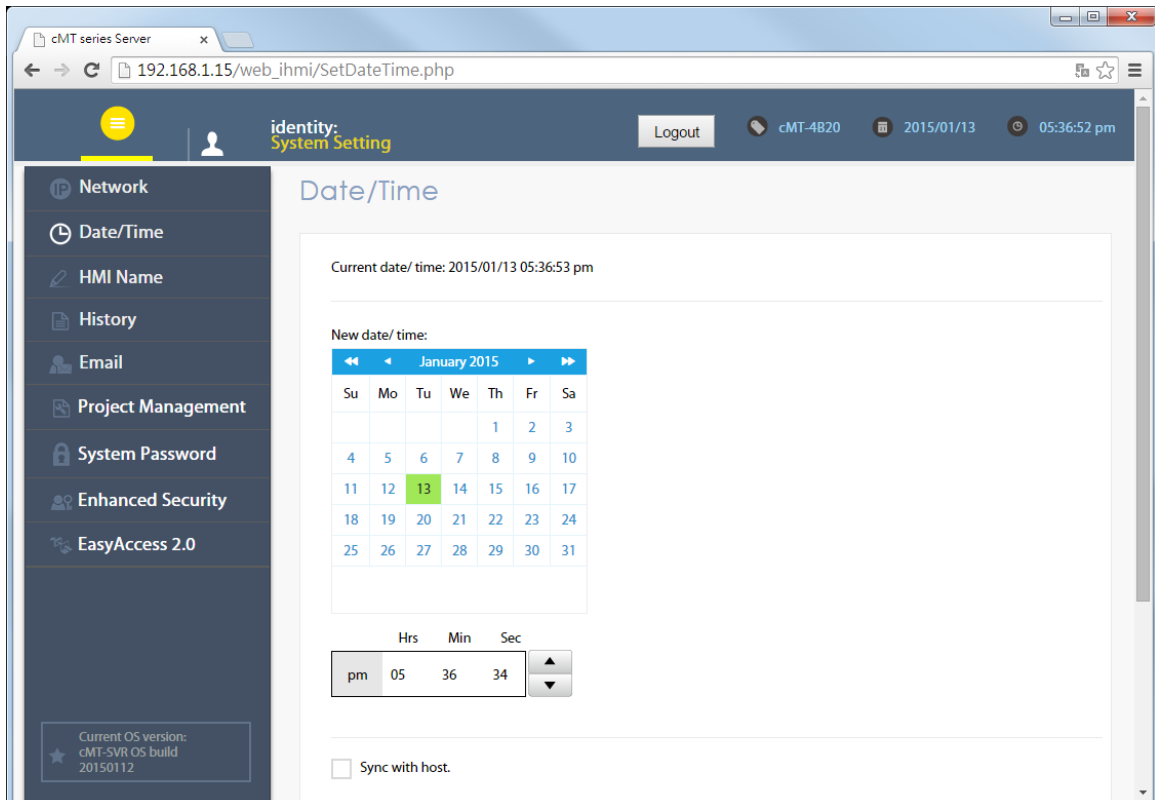 cMT series Server
192.168.1.15/web_ihmi/SetDateTime.php
identity:
System Setting
Logout
cMT-4B20
2015/01/13
05:36:52 pm
IP Network
Date/Time
HMI Name
History
Email
Project Management
System Password
Enhanced Security
EasyAccess 2.0
Current OS version:
cMT-SVR OS build
20150112
Date/Time
Current date/ time: 2015/01/13 05:36:53 pm
New date/ time:
January 2015
Su Mo Tu We Th Fr Sa
1 2 3
4 5 6 7 8 9 10
11 12 13 14 15 16 17
18 19 20 21 22 23 24
25 26 27 28 29 30 31
Hrs Min Sec
pm 05 36 34
Sync with host.